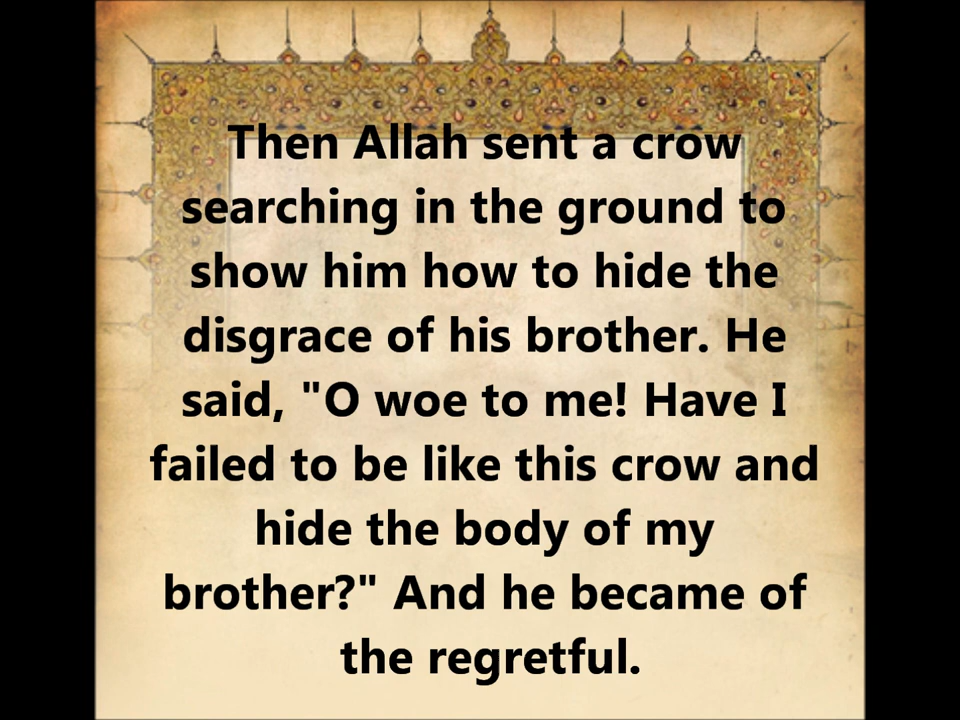 Then Allah sent a crow
searching in the ground to
show him how to hide the
disgrace of his brother. He
said, "O woe to me! Have I
failed to be like this crow and
hide the body of my
brother?" And he became of
the regretful.